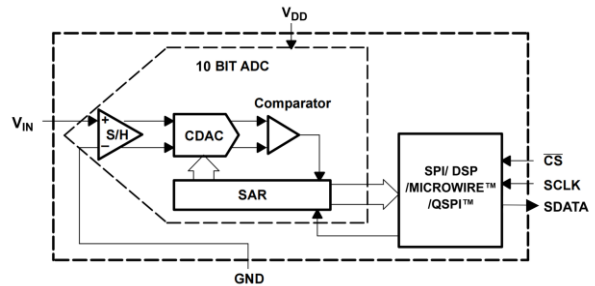 VDD
10 BIT ADC
Comparator
VIN
+
S/H
−
CDAC
SAR
SPI/ DSP
/MICROWIRE™
/QSPI™
CS
SCLK
SDATA
GND